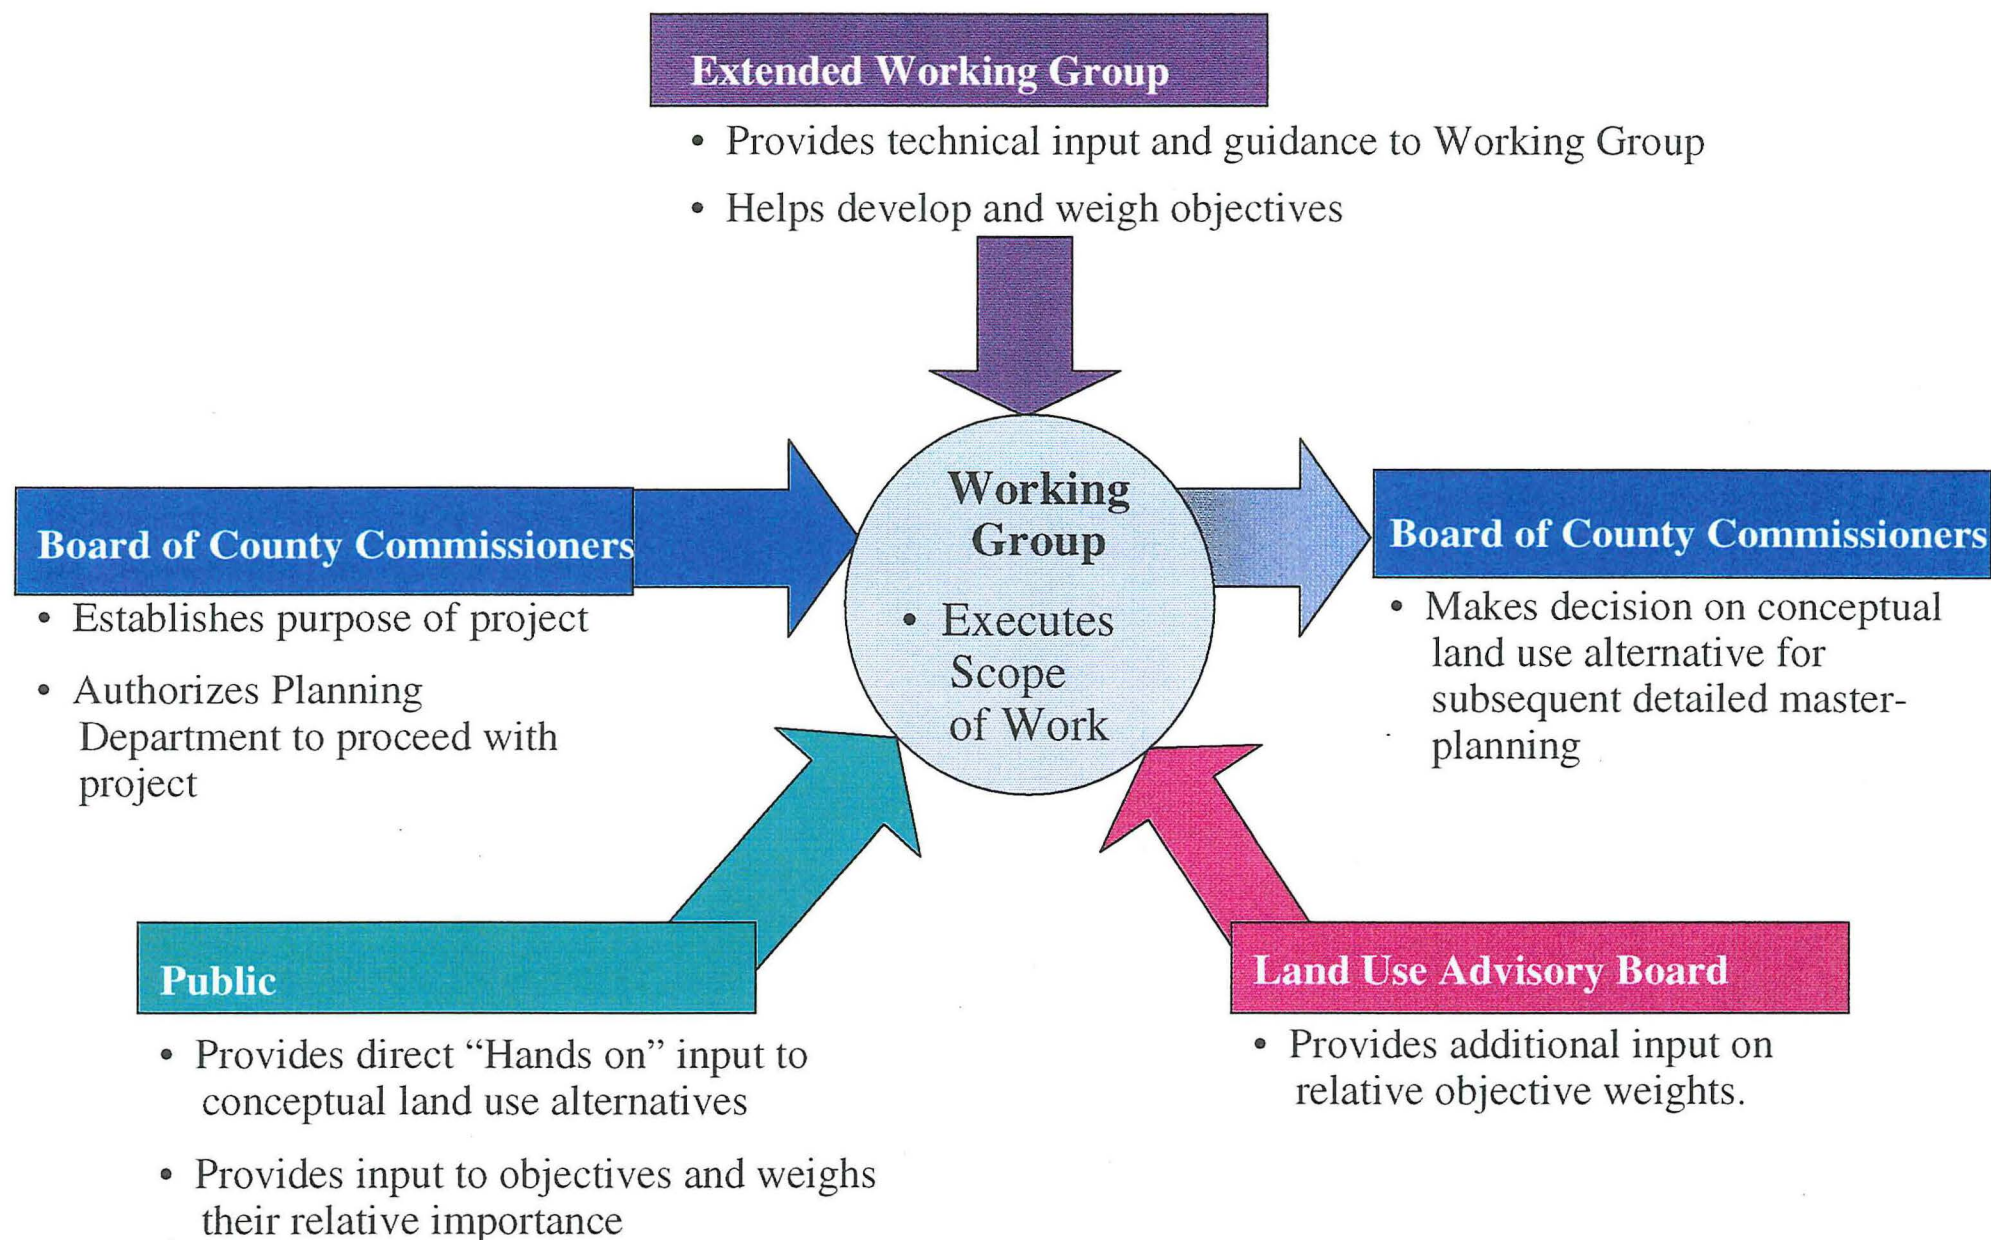 Extended Working Group
• Provides technical input and guidance to Working Group
• Helps develop and weigh objectives
Board of County Commissioners
• Establishes purpose of project
• Authorizes Planning
Department to proceed with
project
Working
Group
• Executes
Scope
of Work
Board of County Commissioners
• Makes decision on conceptual
land use alternative for
subsequent detailed master-
planning
Public
• Provides direct “Hands on” input to
conceptual land use alternatives
• Provides input to objectives and weighs
their relative importance
Land Use Advisory Board
• Provides additional input on
relative objective weights.